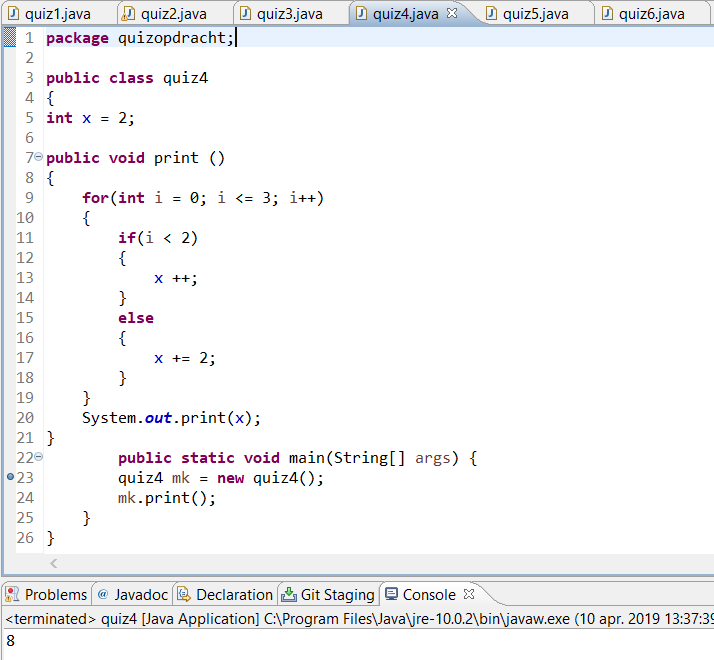 quiz1.java quiz2.java quiz3.java quiz4.java quiz5.java quiz6.java
1 package quizopdracht;
2
3 public class quiz4
4 {
5 int x = 2;
6
7 public void print ()
8 {
9 for(int i = 0; i <= 3; i++)
10 {
11 if(i < 2)
12 {
13 x ++;
14 }
15 else
16 {
17 x += 2;
18 }
19 }
20 System.out.print(x);
21 }
22 public static void main(String[] args) {
23 quiz4 mk = new quiz4();
24 mk.print();
25 }
26 }
Problems @ Javadoc Declaration Git Staging Console
<terminated> quiz4 [Java Application] C:\Program Files\Java\jre-10.0.2\bin\javaw.exe (10 apr. 2019 13:37:39
8